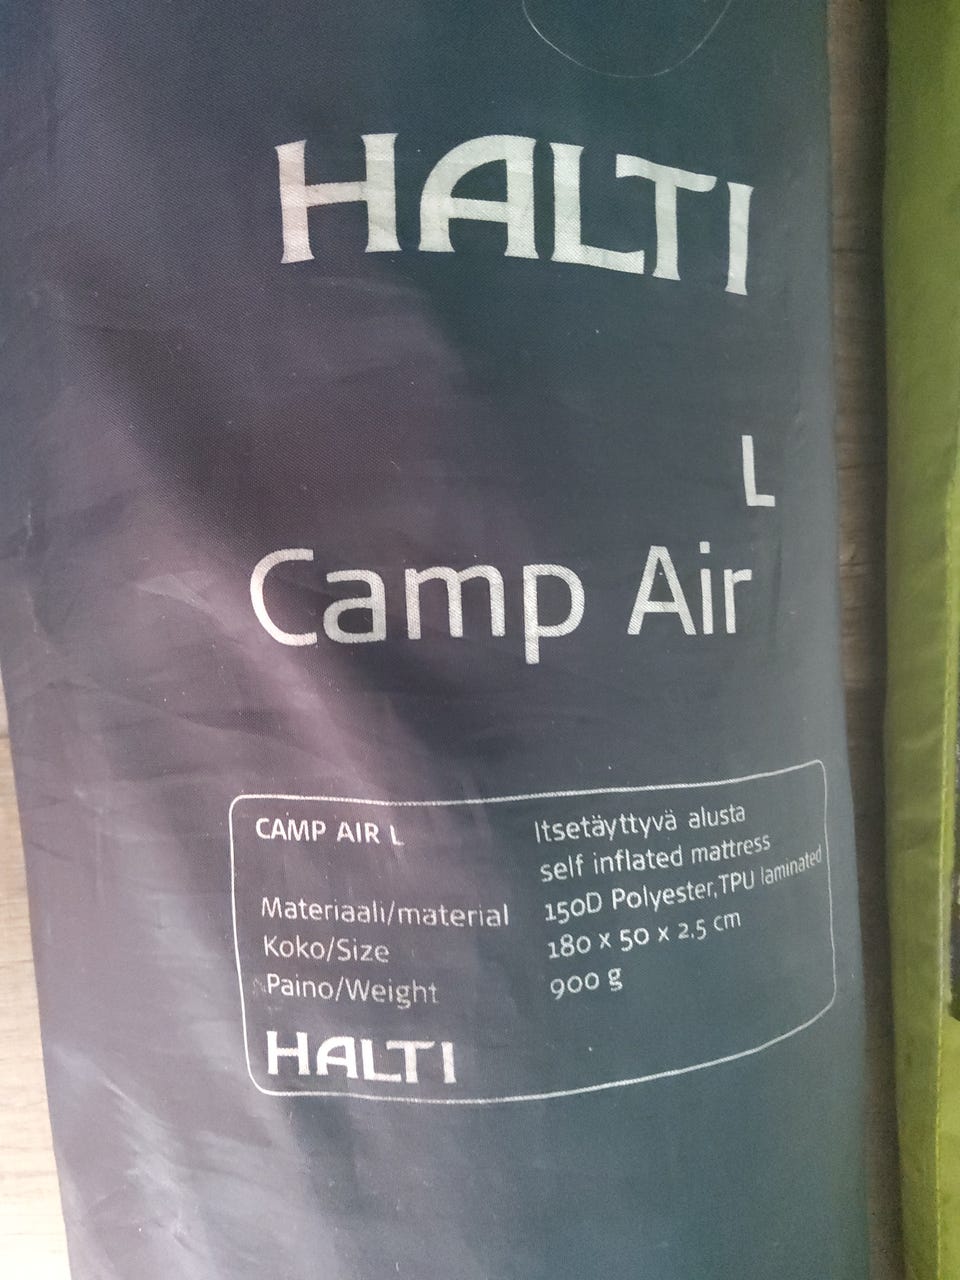 HALTI
L
Camp Air
CAMP AIR L
Itsetäyttyvä alusta
self inflated mattress
Materiaali/material 150D Polyester,TPU laminated
Koko/Size 180 x 50 x 2.5 cm
Paino/Weight 900 g
HALTI